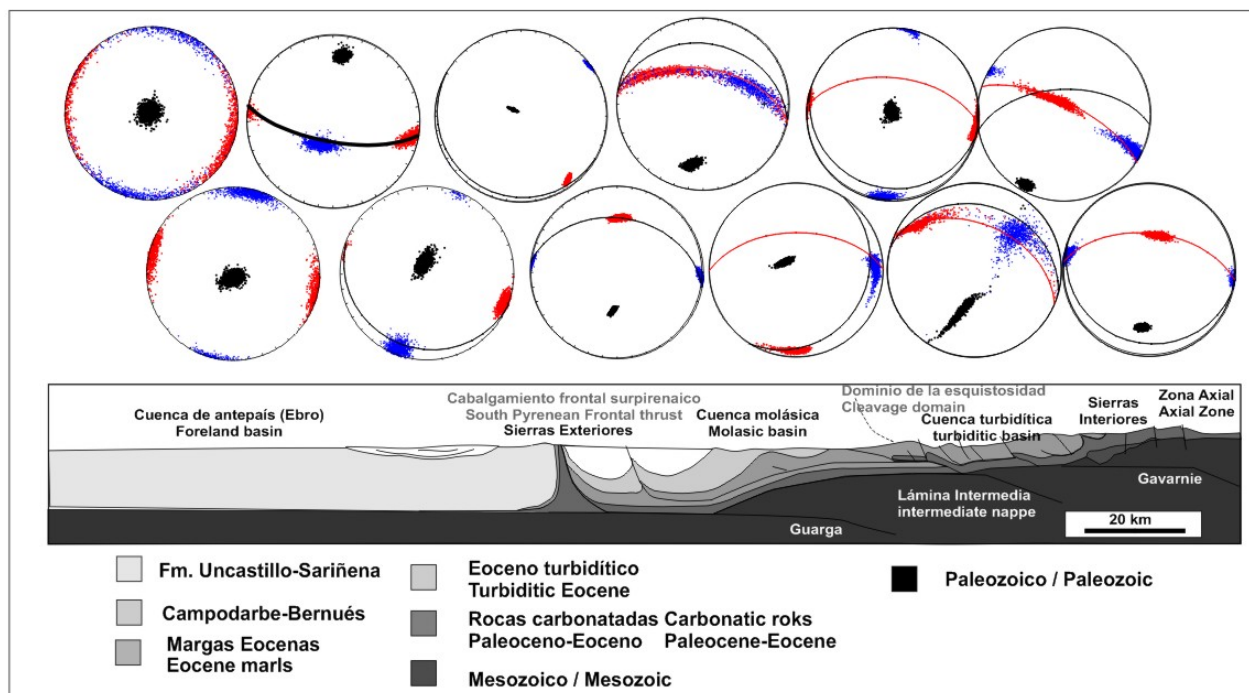 Cuenca de antepaís (Ebro)
Foreland basin
Cabalgamiento frontal surpirenaico
South Pyrenean Frontal thrust
Sierras Exteriores
Cuenca molásica
Molasic basin
Dominio de la esquistosidad
Cleavage domain
Cuenca turbidítica
turbiditic basin
Sierras
Interiores
Zona Axial
Axial Zone
Gavarnie
Lámina Intermedia
intermediate nappe
Guarga
20 km
Fm. Uncastillo-Sariñena
Campodarbe-Bernués
Margas Eocenas
Eocene marls
Eoceno turbidítico
Turbiditic Eocene
Rocas carbonatadas Carbonatic roks
Paleoceno-Eoceno Paleocene-Eocene
Mesozoico / Mesozoic
Paleozoico / Paleozoic